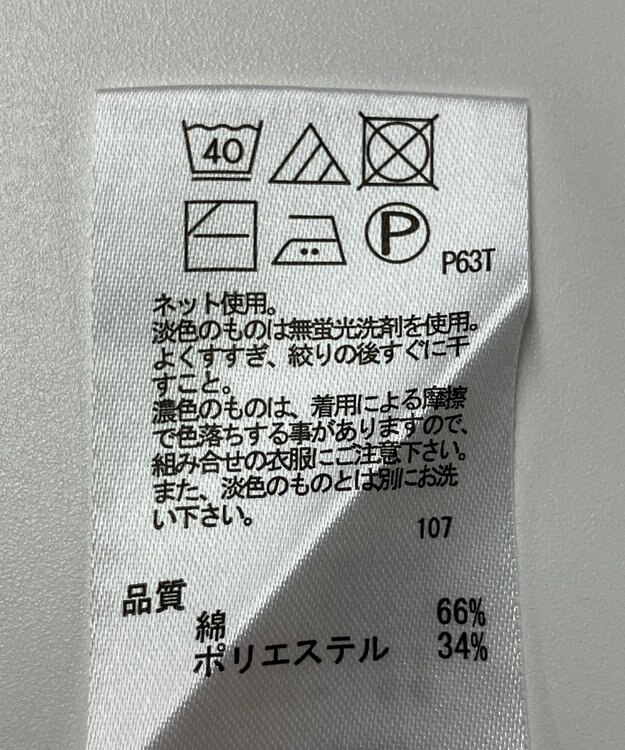 40
P
P63T
ネット使用。
淡色のものは無蛍光洗剤を使用。
よくすすぎ、絞りの後すぐに干
すこと。
濃色のものは、着用による摩擦
で色落ちする事がありますので、
組み合せの衣服にご注意下さい。
また、淡色のものとは別にお洗
い下さい。
107
品質
綿 66%
ポリエステル 34%